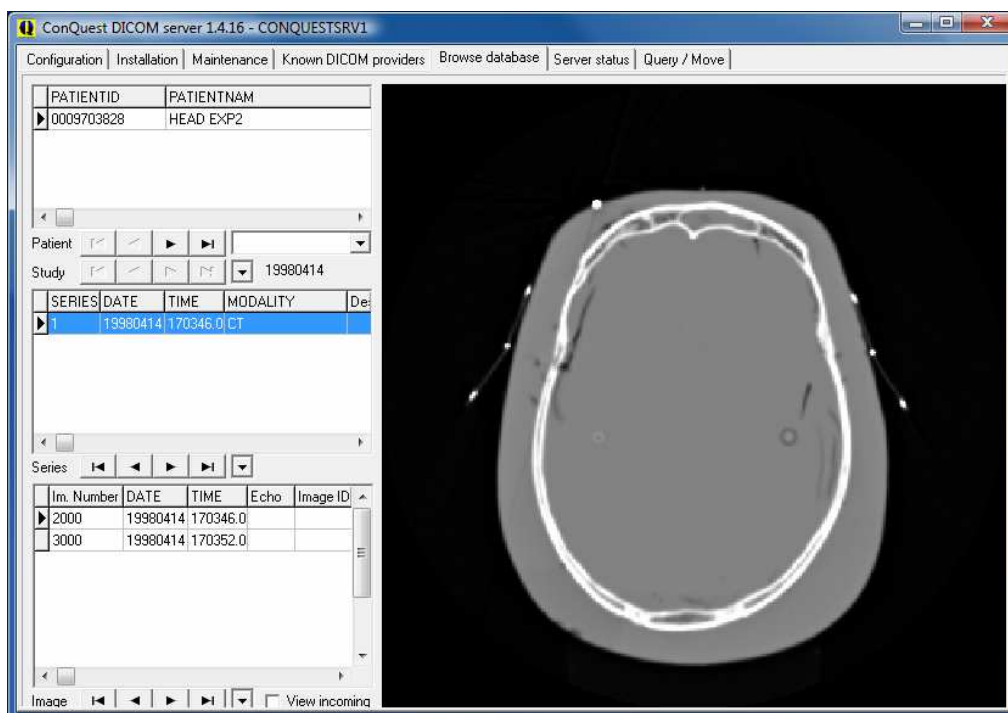 ConQuest DICOM server 1.4.16 - CONQUESTSRV1
Configuration Installation Maintenance Known DICOM providers Browse database Server status Query / Move
PATIENTID PATIENTNAM
0009703828 HEAD EXP2
Patient
Study 19980414
SERIES DATE TIME MODALITY De
1 19980414 170346.0 CT
Series
Im. Number DATE TIME Echo Image ID
2000 19980414 170346.0
3000 19980414 170352.0
Image View incoming